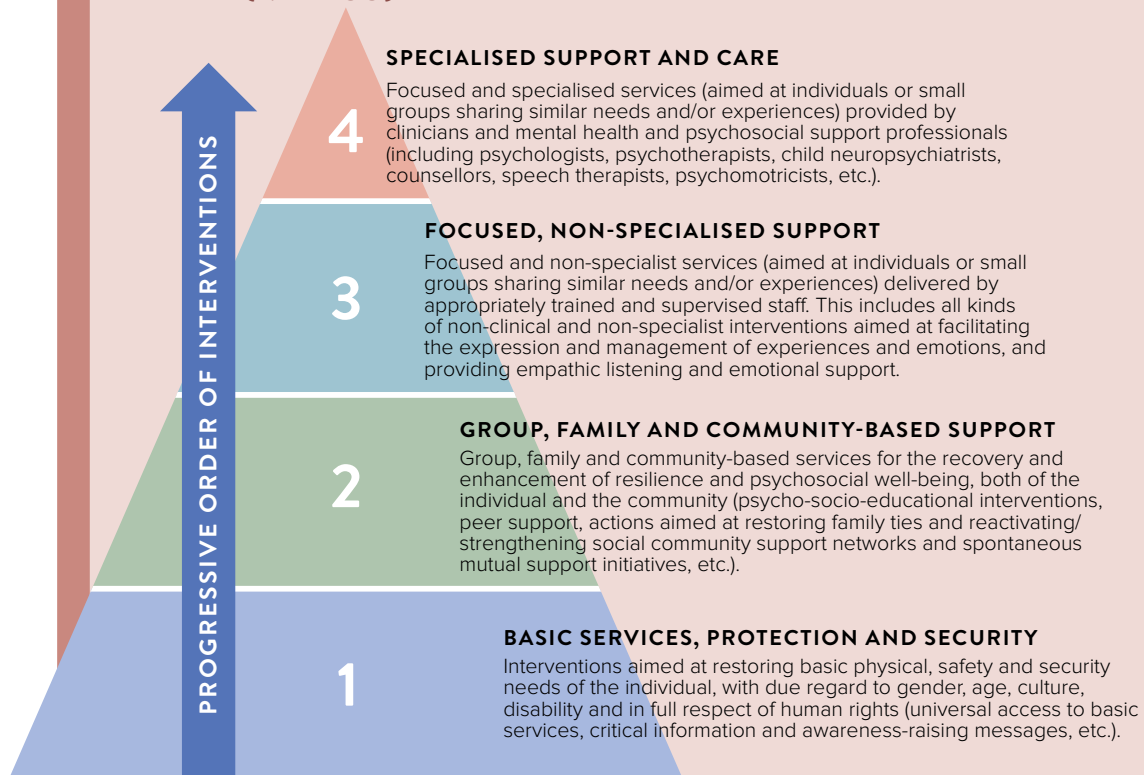 SPECIALISED SUPPORT AND CARE
Focused and specialised services (aimed at individuals or small
groups sharing similar needs and/or experiences) provided by
clinicians and mental health and psychosocial support professionals
(including psychologists, psychotherapists, child neuropsychiatrists,
counsellors, speech therapists, psychomotricists, etc.).
4
FOCUSED, NON-SPECIALISED SUPPORT
Focused and non-specialist services (aimed at individuals or small
groups sharing similar needs and/or experiences) delivered by
appropriately trained and supervised staff. This includes all kinds
of non-clinical and non-specialist interventions aimed at facilitating
the expression and management of experiences and emotions, and
providing empathic listening and emotional support.
3
GROUP, FAMILY AND COMMUNITY-BASED SUPPORT
Group, family and community-based services for the recovery and
enhancement of resilience and psychosocial well-being, both of the
individual and the community (psycho-socio-educational interventions,
peer support, actions aimed at restoring family ties and reactivating/
strengthening social community support networks and spontaneous
mutual support initiatives, etc.).
2
BASIC SERVICES, PROTECTION AND SECURITY
Interventions aimed at restoring basic physical, safety and security
needs of the individual, with due regard to gender, age, culture,
disability and in full respect of human rights (universal access to basic
services, critical information and awareness-raising messages, etc.).
1
PROGRESSIVE ORDER OF INTERVENTIONS